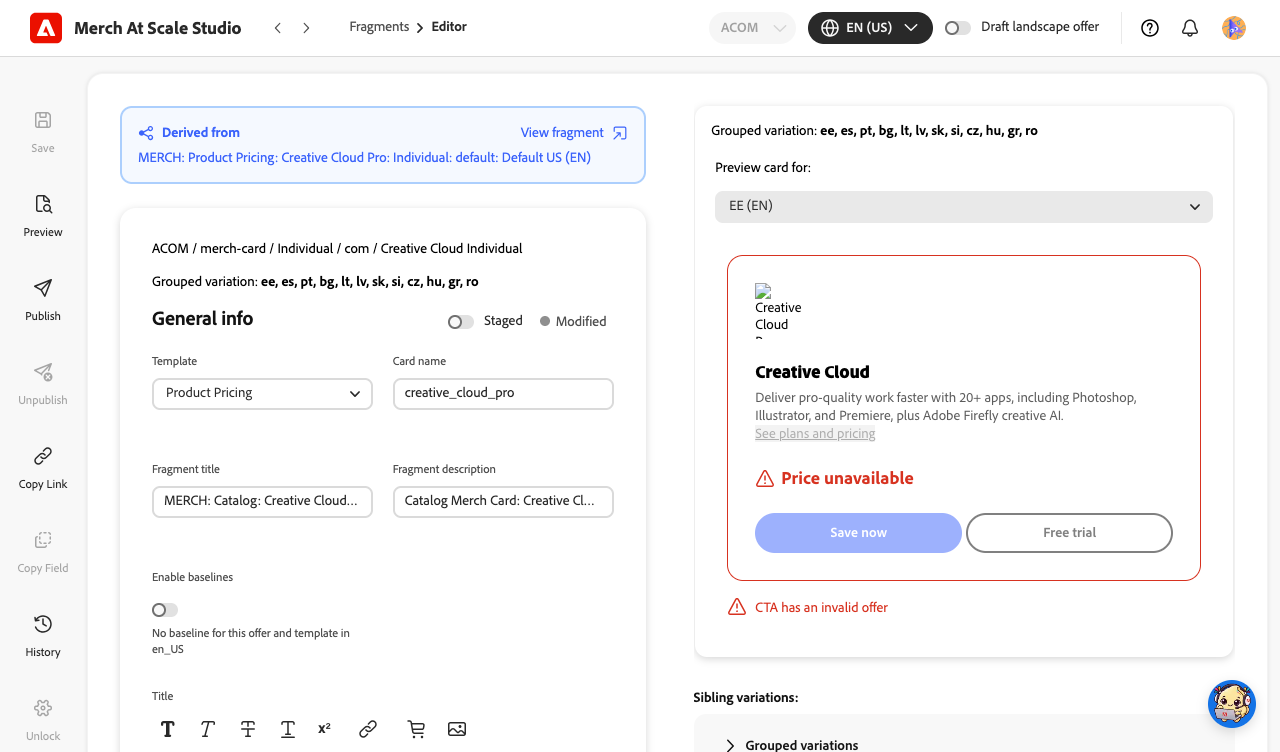 Merch At Scale Studio
Fragments
Editor
ACOM
EN (US)
Draft landscape offer
Save
Preview
Publish
Unpublish
Copy Link
Copy Field
History
Unlock
Derived from
View fragment
MERCH: Product Pricing: Creative Cloud Pro: Individual: default: Default US (EN)
ACOM / merch-card / Individual / com / Creative Cloud Individual
Grouped variation: ee, es, pt, bg, lt, lv, sk, si, cz, hu, gr, ro
General info
Staged
Modified
Template
Card name
Product Pricing
creative_cloud_pro
Fragment title
Fragment description
MERCH: Catalog: Creative Cloud...
Catalog Merch Card: Creative Cl...
Enable baselines
No baseline for this offer and template in
en_US
Title
T T T T x²
Grouped variation: ee, es, pt, bg, lt, lv, sk, si, cz, hu, gr, ro
Preview card for:
EE (EN)
Creative
Cloud
Creative Cloud
Deliver pro-quality work faster with 20+ apps, including Photoshop,
Illustrator, and Premiere, plus Adobe Firefly creative AI.
See plans and pricing
Price unavailable
Save now
Free trial
CTA has an invalid offer
Sibling variations:
Grouped variations